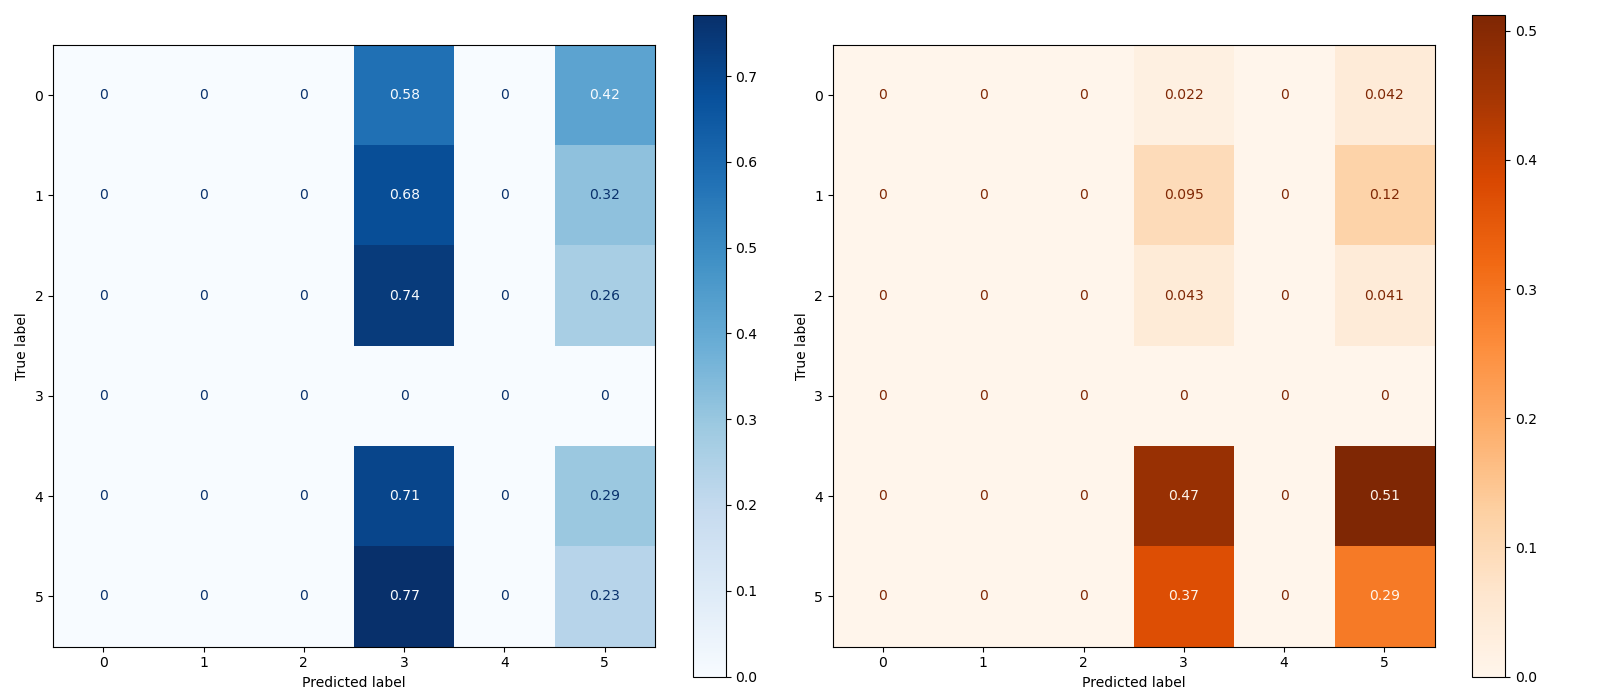 0 0 0 0 0.58 0 0.42
1 0 0 0 0.68 0 0.32
2 0 0 0 0.74 0 0.26
3 0 0 0 0 0 0
4 0 0 0 0.71 0 0.29
5 0 0 0 0.77 0 0.23
0 1 2 3 4 5
Predicted label
True label
0.7
0.6
0.5
0.4
0.3
0.2
0.1
0.0
0 0 0 0 0.022 0 0.042
1 0 0 0 0.095 0 0.12
2 0 0 0 0.043 0 0.041
3 0 0 0 0 0 0
4 0 0 0 0.47 0 0.51
5 0 0 0 0.37 0 0.29
0 1 2 3 4 5
Predicted label
True label
0.5
0.4
0.3
0.2
0.1
0.0